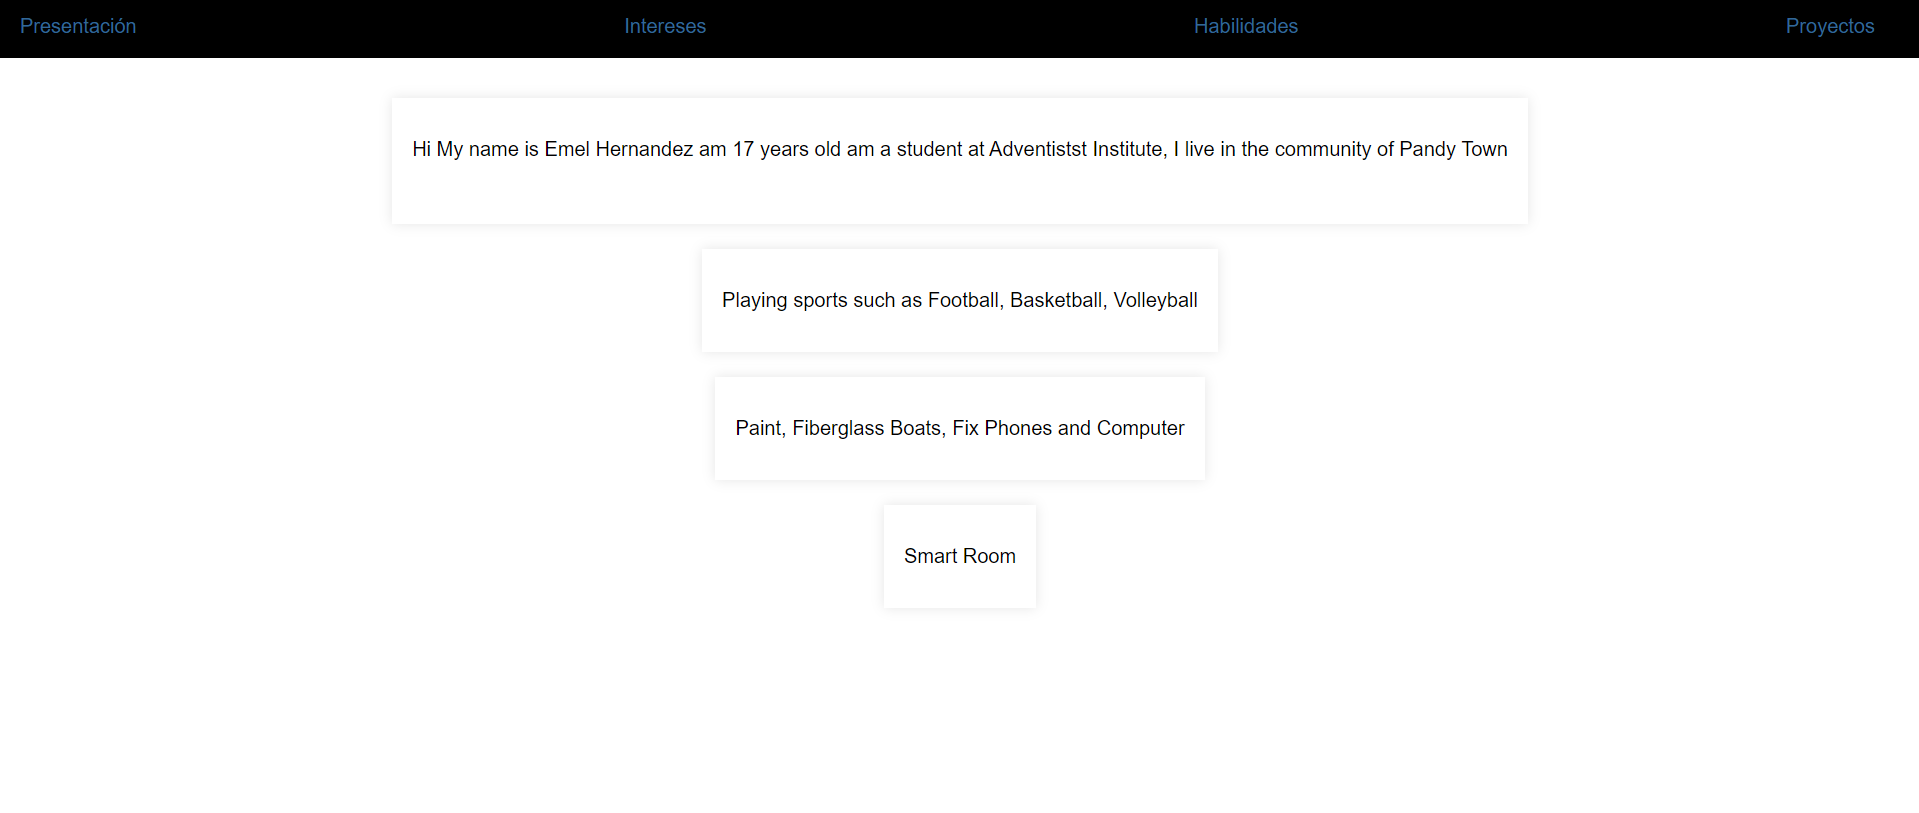 Presentación Intereses Habilidades Proyectos
Hi My name is Emel Hernandez am 17 years old am a student at Adventistst Institute, I live in the community of Pandy Town
Playing sports such as Football, Basketball, Volleyball
Paint, Fiberglass Boats, Fix Phones and Computer
Smart Room